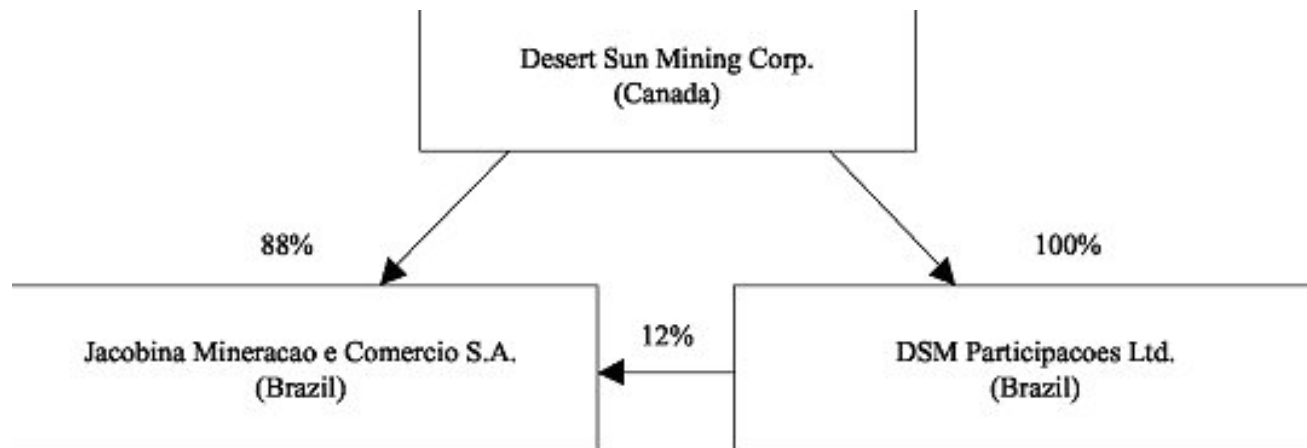 Desert Sun Mining Corp.
(Canada)
88%
100%
Jacobina Mineracao e Comercio S.A.
(Brazil)
12%
DSM Participacoes Ltd.
(Brazil)